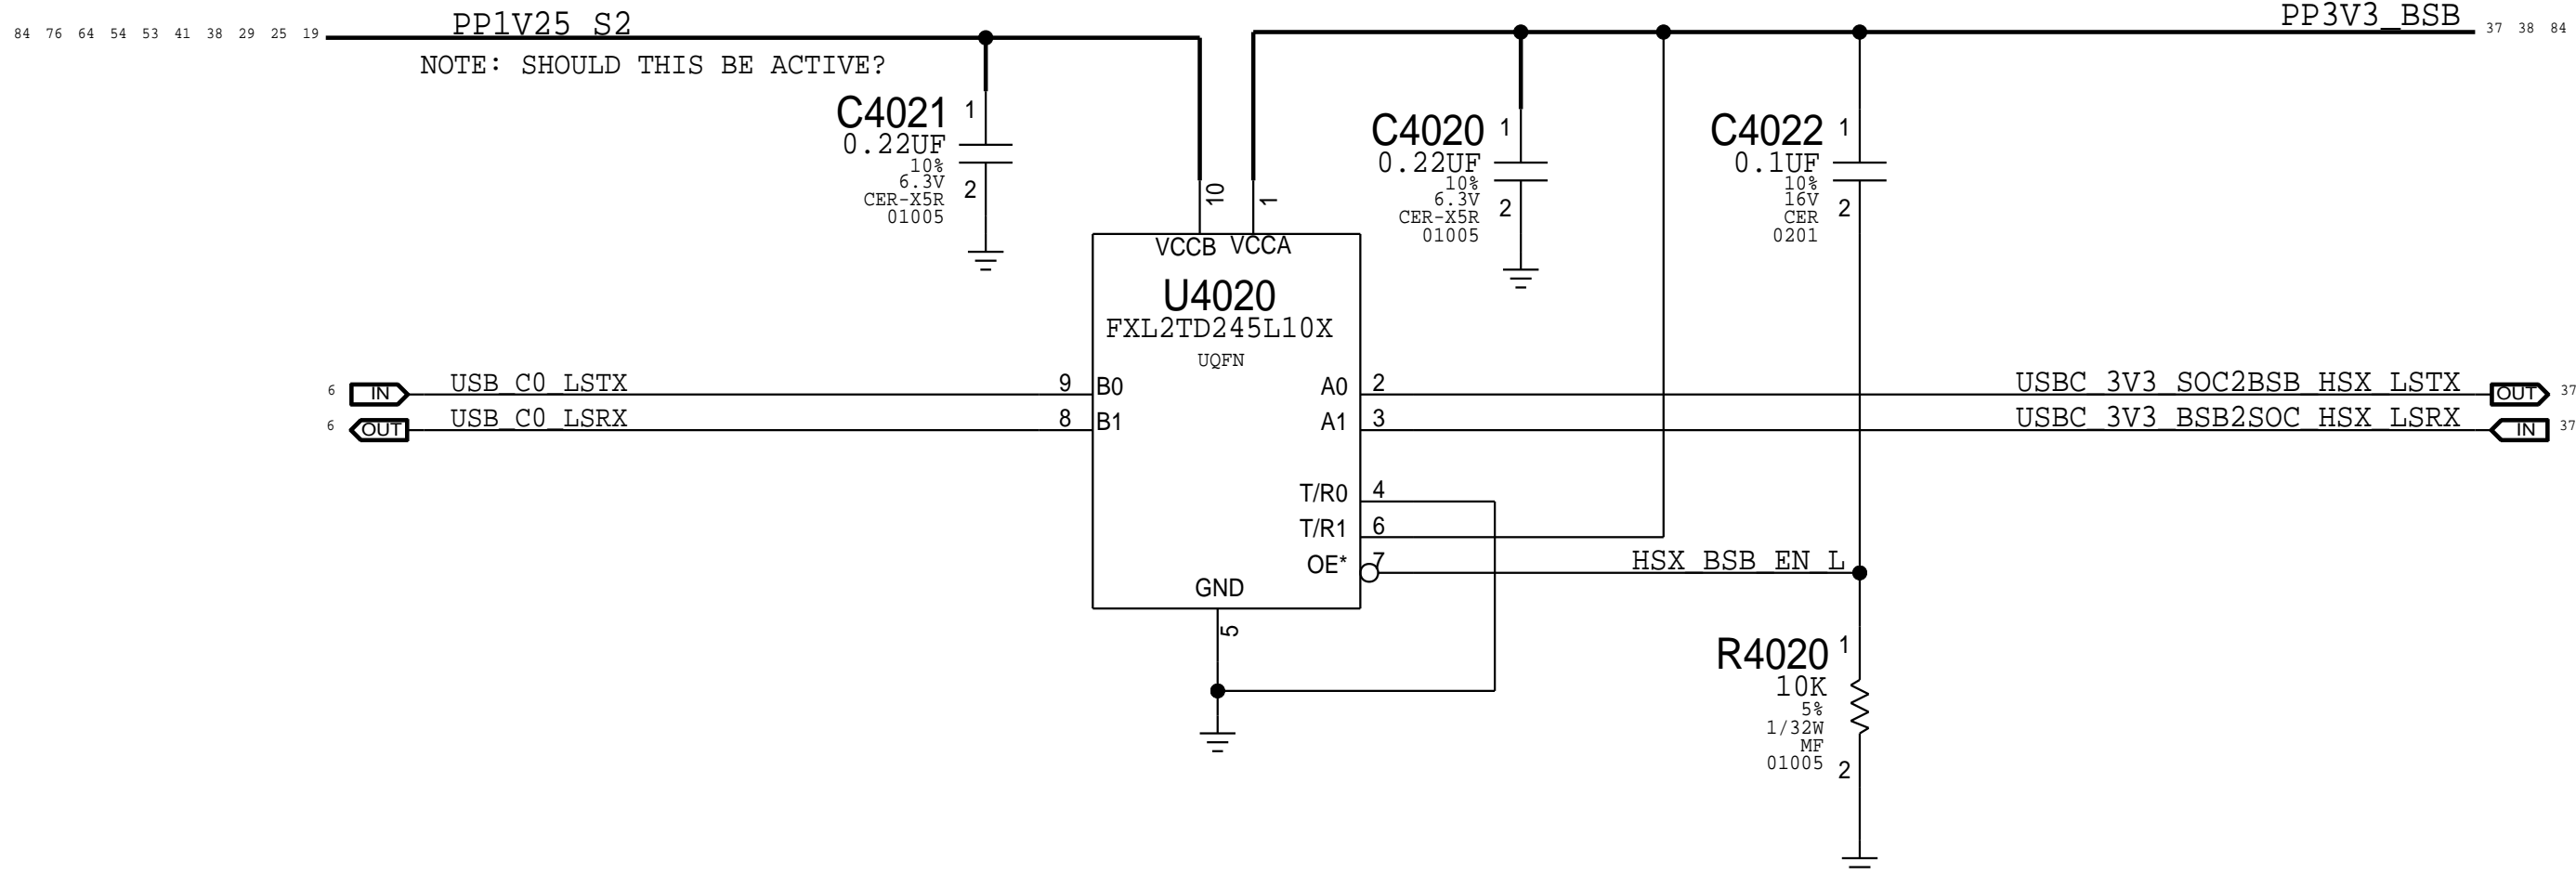 84 76 64 54 53 41 38 29 25 19 PP1V25_S2
PP3V3_BSB 37 38 84
NOTE: SHOULD THIS BE ACTIVE?
C4021
0.22UF
10%
6.3V
CER-X5R
01005
1
2
C4020
0.22UF
10%
6.3V
CER-X5R
01005
1
2
C4022
0.1UF
10%
16V
CER
0201
1
2
10
1
VCCB VCCA
U4020
FXL2TD245L10X
UQFN
6 IN USB_C0_LSTX 9 B0
A0 2 USBC_3V3_SOC2BSB_HSX_LSTX OUT 37
6 OUT USB_C0_LSRX 8 B1
A1 3 USBC_3V3_BSB2SOC_HSX_LSRX IN 37
T/R0 4
T/R1 6
OE* 7 HSX_BSB_EN_L
GND
5
R4020
10K
5%
1/32W
MF
01005
1
2